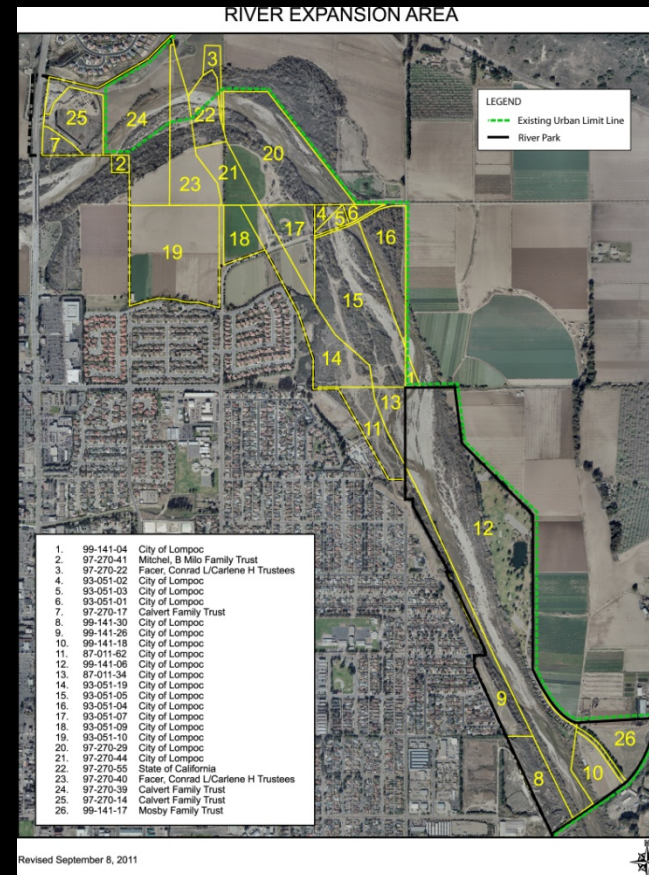 RIVER EXPANSION AREA
LEGEND
Existing Urban Limit Line
River Park
3
25
24
22
7
2
20
21
23
4
5
6
18
17
16
19
15
14
1
13
11
12
9
26
10
8
1. 99-141-04 City of Lompoc
2. 97-270-41 Mitchel, B Milo Family Trust
3. 97-270-22 Facer, Conrad L/Carlene H Trustees
4. 93-051-02 City of Lompoc
5. 93-051-03 City of Lompoc
6. 93-051-01 City of Lompoc
7. 97-270-17 Calvert Family Trust
8. 99-141-30 City of Lompoc
9. 99-141-26 City of Lompoc
10. 99-141-18 City of Lompoc
11. 87-011-62 City of Lompoc
12. 99-141-06 City of Lompoc
13. 87-011-34 City of Lompoc
14. 93-051-19 City of Lompoc
15. 93-051-05 City of Lompoc
16. 93-051-04 City of Lompoc
17. 93-051-07 City of Lompoc
18. 93-051-09 City of Lompoc
19. 93-051-10 City of Lompoc
20. 97-270-29 City of Lompoc
21. 97-270-44 City of Lompoc
22. 97-270-55 State of California
23. 97-270-40 Facer, Conrad L/Carlene H Trustees
24. 97-270-39 Calvert Family Trust
25. 97-270-14 Calvert Family Trust
26. 99-141-17 Mosby Family Trust
Revised September 8, 2011